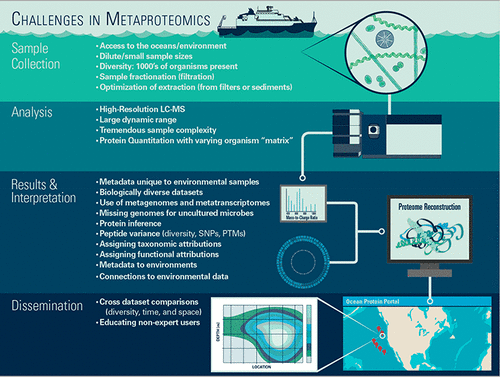 CHALLENGES IN METAPROTEOMICS
Sample
Collection
• Access to the oceans/environment
• Dilute/small sample sizes
• Diversity: 1000's of organisms present
• Sample fractionation (filtration)
• Optimization of extraction (from filters or sediments)
Analysis
• High-Resolution LC-MS
• Large dynamic range
• Tremendous sample complexity
• Protein Quantitation with varying organism "matrix"
Results &
Interpretation
• Metadata unique to environmental samples
• Biologically diverse datasets
• Use of metagenomes and metatranscriptomes
• Missing genomes for uncultured microbes
• Protein inference
• Peptide variance (diversity, SNPs, PTMs)
• Assigning taxonomic attributions
• Assigning functional attributions
• Metadata to environments
• Connections to environmental data
Mass-to-Charge Ratio
Proteome Reconstruction
Dissemination
• Cross dataset comparisons
(diversity, time, and space)
• Educating non-expert users
DEPTH (m)
LOCATION
Ocean Protein Portal